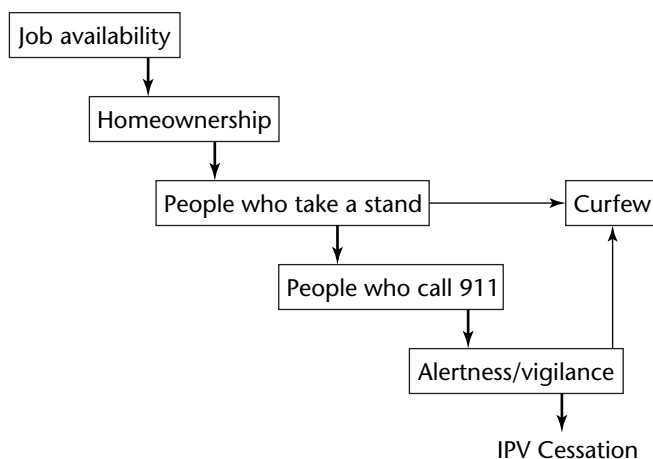 Job availability
Homeownership
People who take a stand
Curfew
People who call 911
Alertness/vigilance
IPV Cessation